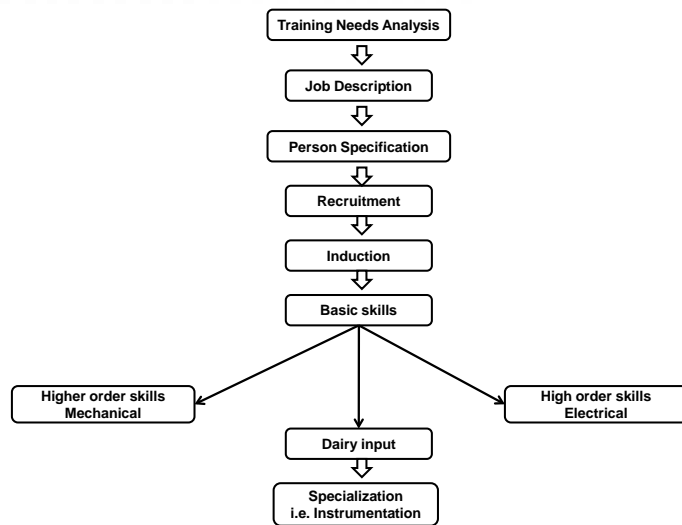 Training Needs Analysis
Job Description
Person Specification
Recruitment
Induction
Basic skills
Higher order skills
Mechanical
High order skills
Electrical
Dairy input
Specialization
i.e. Instrumentation